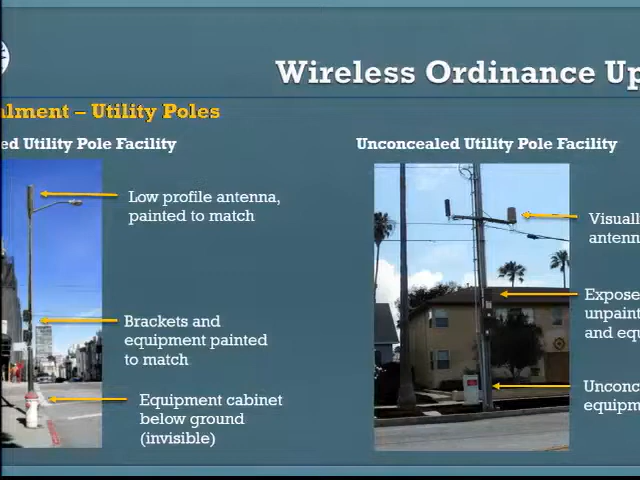 Wireless Ordinance Up
alment – Utility Poles
ed Utility Pole Facility
Low profile antenna,
painted to match
Brackets and
equipment painted
to match
Equipment cabinet
below ground
(invisible)
Unconcealed Utility Pole Facility
Visuall
antenn
Expose
unpaint
and equ
Unconc
equipm